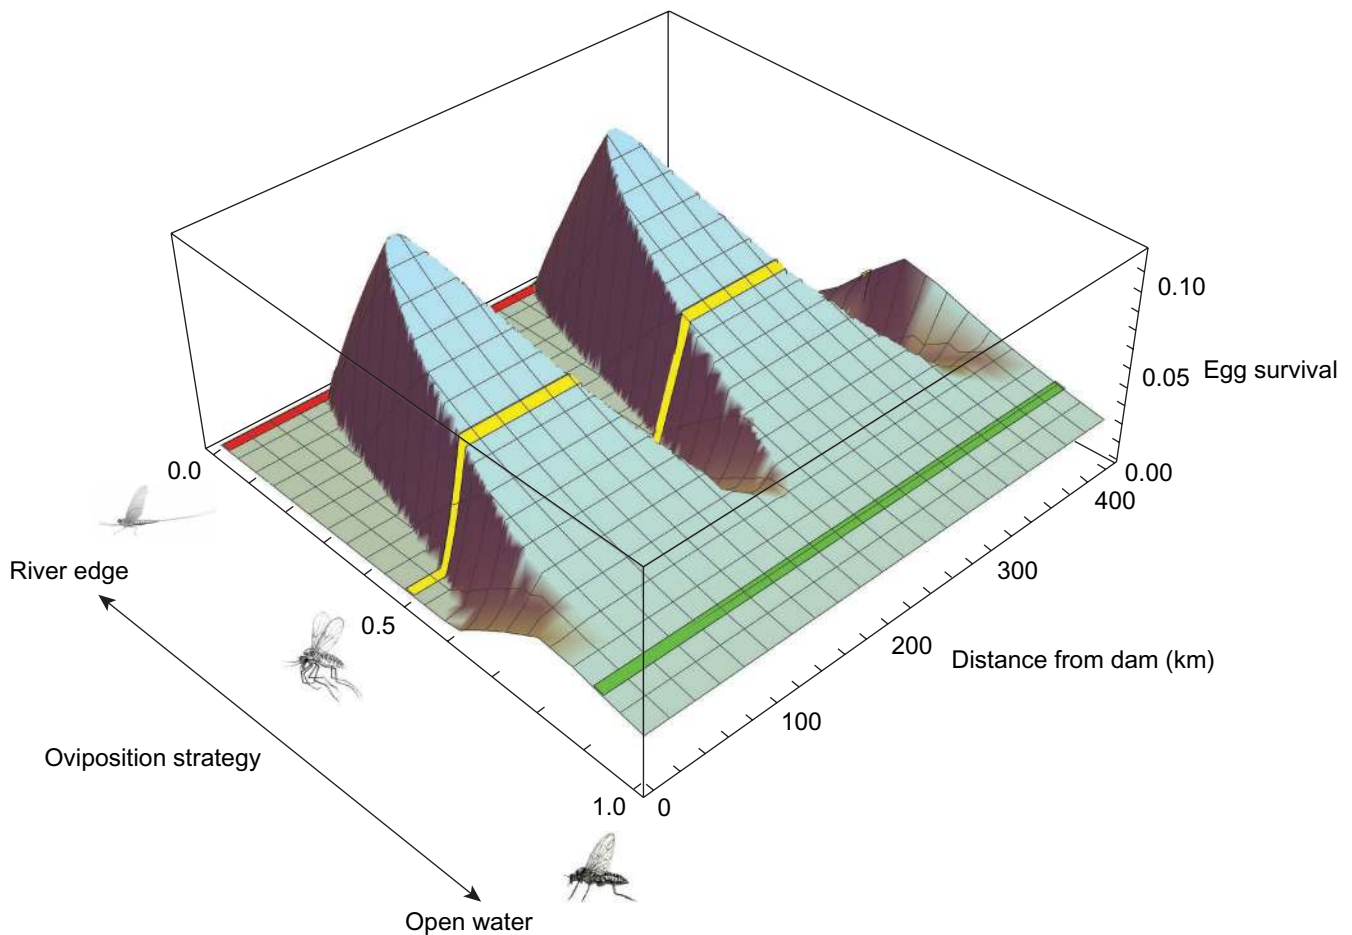 0.10
0.05
Egg survival
0.00
400
0.0
River edge
300
0.5
200
Distance from dam (km)
100
Oviposition strategy
1.0
0
Open water